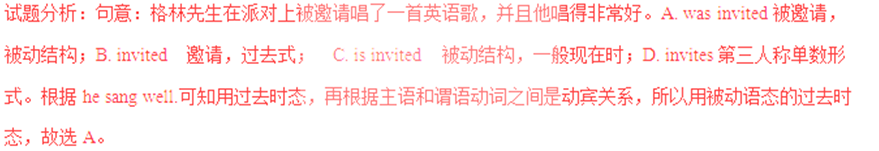 试题分析：句意：格林先生在派对上被邀请唱了一首英语歌，并且他唱得非常好。A. was invited 被邀请，
被动结构；B. invited 邀请，过去式； C. is invited 被动结构，一般现在时；D. invites 第三人称单数形
式。根据 he sang well.可知用过去时态，再根据主语和谓语动词之间是动宾关系，所以用被动语态的过去时
态，故选 A。